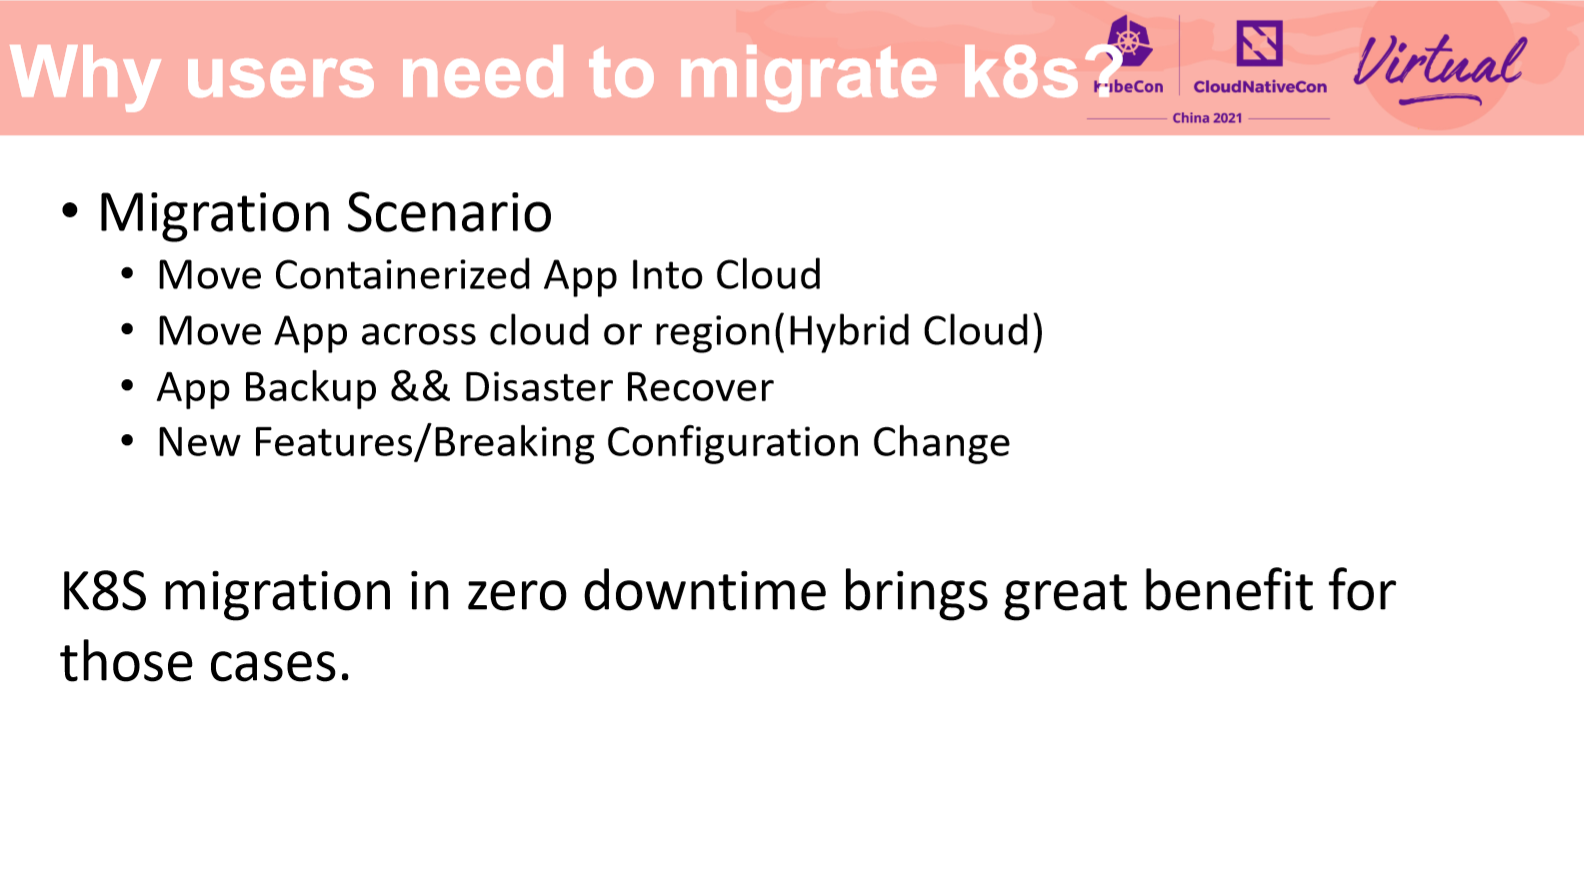 Why users need to migrate k8s?
KubeCon
CloudNativeCon
China 2021
Virtual
• Migration Scenario
• Move Containerized App Into Cloud
• Move App across cloud or region(Hybrid Cloud)
• App Backup && Disaster Recover
• New Features/Breaking Configuration Change
K8S migration in zero downtime brings great benefit for
those cases.